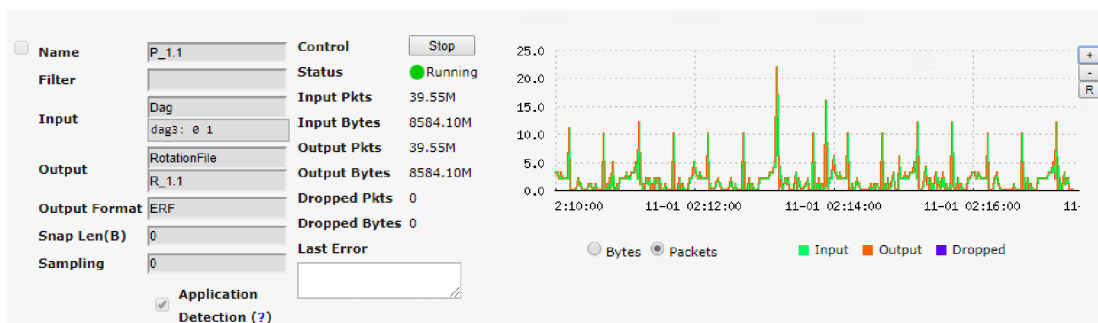 Name P_1.1
Filter
Input Dag
dag3: 0 1
Output RotationFile
R_1.1
Output Format ERF
Snap Len(B) 0
Sampling 0
Application
Detection (?)
Control Stop
Status Running
Input Pkts 39.55M
Input Bytes 8584.10M
Output Pkts 39.55M
Output Bytes 8584.10M
Dropped Pkts 0
Dropped Bytes 0
Last Error
25.0
20.0
15.0
10.0
5.0
0.0
2:10:00 11-01 02:12:00 11-01 02:14:00 11-01 02:16:00 11-
Bytes Packets Input Output Dropped
+
-
R